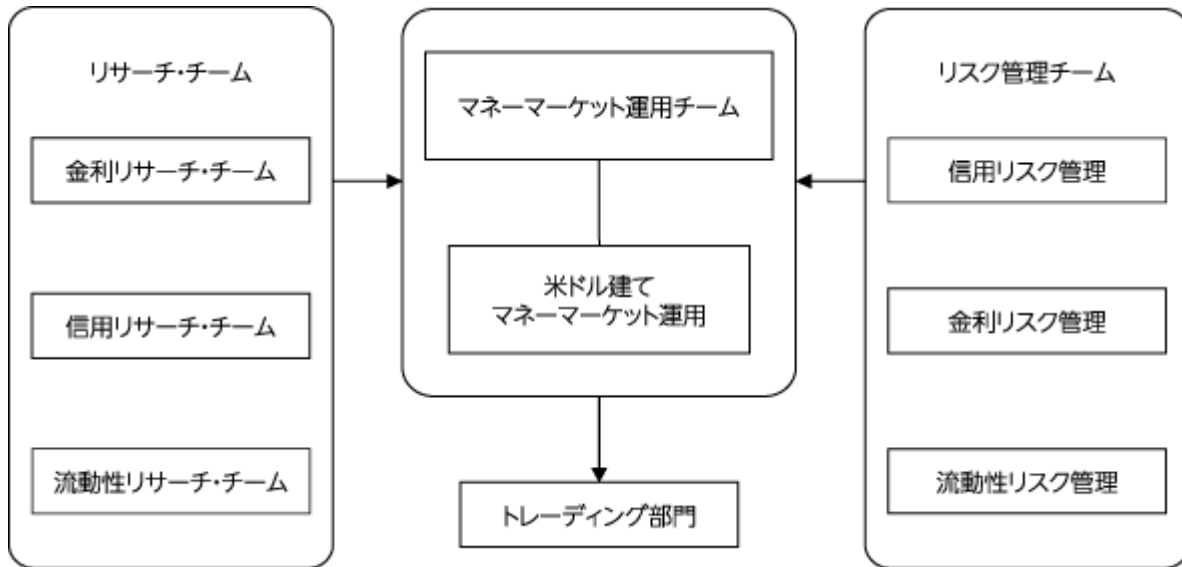 リサーチ・チーム
金利リサーチ・チーム
信用リサーチ・チーム
流動性リサーチ・チーム
マネーマーケット運用チーム
米ドル建て
マネーマーケット運用
トレーディング部門
リスク管理チーム
信用リスク管理
金利リスク管理
流動性リスク管理